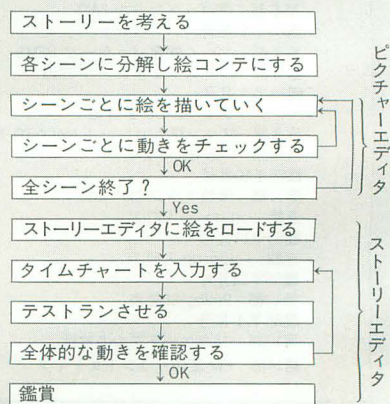 ストーリーを考える
各シーンに分解し絵コンテにする
シーンごとに絵を描いていく
シーンごとに動きをチェックする
OK
全シーン終了?
Yes
ストーリーエディタに絵をロードする
タイムチャートを入力する
テストランさせる
全体的な動きを確認する
OK
鑑賞
ピクチャーエディタ
ストーリーエディタ